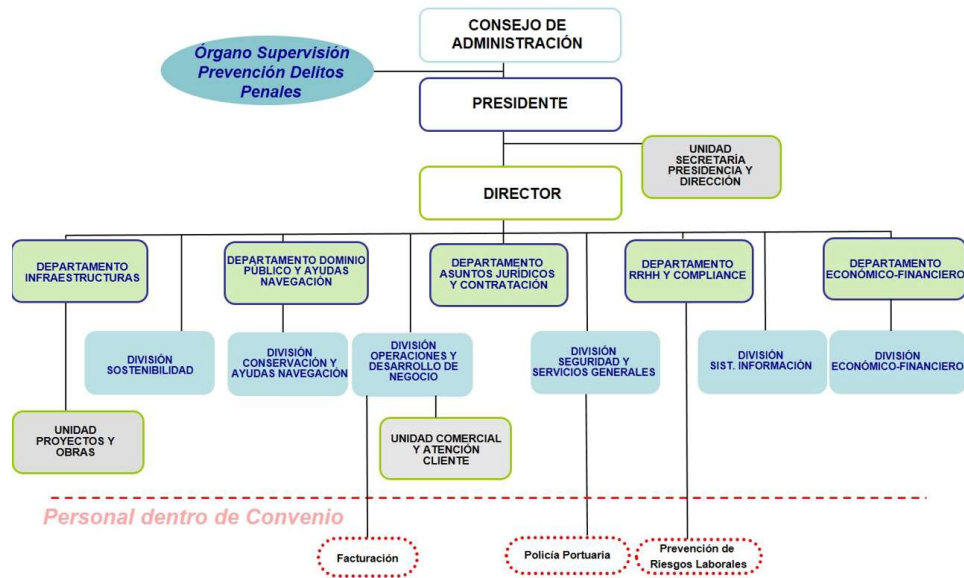 CONSEJO DE
ADMINISTRACIÓN
Órgano Supervisión
Prevención Delitos
Penales
PRESIDENTE
UNIDAD
SECRETARÍA
PRESIDENCIA Y
DIRECCIÓN
DIRECTOR
DEPARTAMENTO
INFRAESTRUCTURAS
DEPARTAMENTO DOMINIO
PÚBLICO Y AYUDAS
NAVEGACIÓN
DEPARTAMENTO
ASUNTOS JURÍDICOS
Y CONTRATACIÓN
DEPARTAMENTO
RRHH Y COMPLIANCE
DEPARTAMENTO
ECONÓMICO-FINANCIERO
DIVISIÓN
SOSTENIBILIDAD
DIVISIÓN
CONSERVACIÓN Y
AYUDAS NAVEGACIÓN
DIVISIÓN
OPERACIONES Y
DESARROLLO DE
NEGOCIO
DIVISIÓN
SEGURIDAD Y
SERVICIOS GENERALES
DIVISIÓN
SIST. INFORMACIÓN
DIVISIÓN
ECONÓMICO-FINANCIERO
UNIDAD
PROYECTOS Y
OBRAS
UNIDAD COMERCIAL
Y ATENCIÓN
CLIENTE
Personal dentro de Convenio
Facturación
Policía Portuaria
Prevención de
Riesgos Laborales